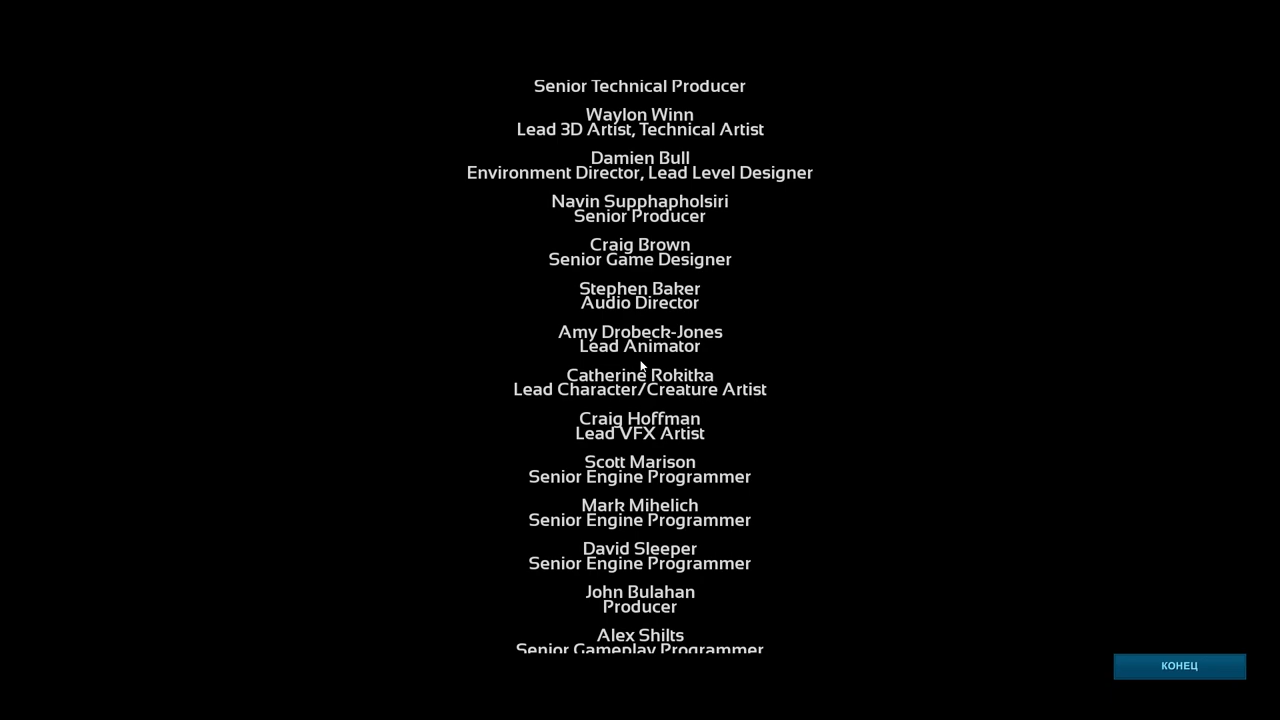 Senior Technical Producer
Waylon Winn
Lead 3D Artist, Technical Artist
Damien Bull
Environment Director, Lead Level Designer
Navin Supphapholsiri
Senior Producer
Craig Brown
Senior Game Designer
Stephen Baker
Audio Director
Amy Drobeck-Jones
Lead Animator
Catherine Rokitka
Lead Character/Creature Artist
Craig Hoffman
Lead VFX Artist
Scott Marison
Senior Engine Programmer
Mark Mihelich
Senior Engine Programmer
David Sleeper
Senior Engine Programmer
John Bulahan
Producer
Alex Shilts
Senior Gameplay Programmer
КОНЕЦ